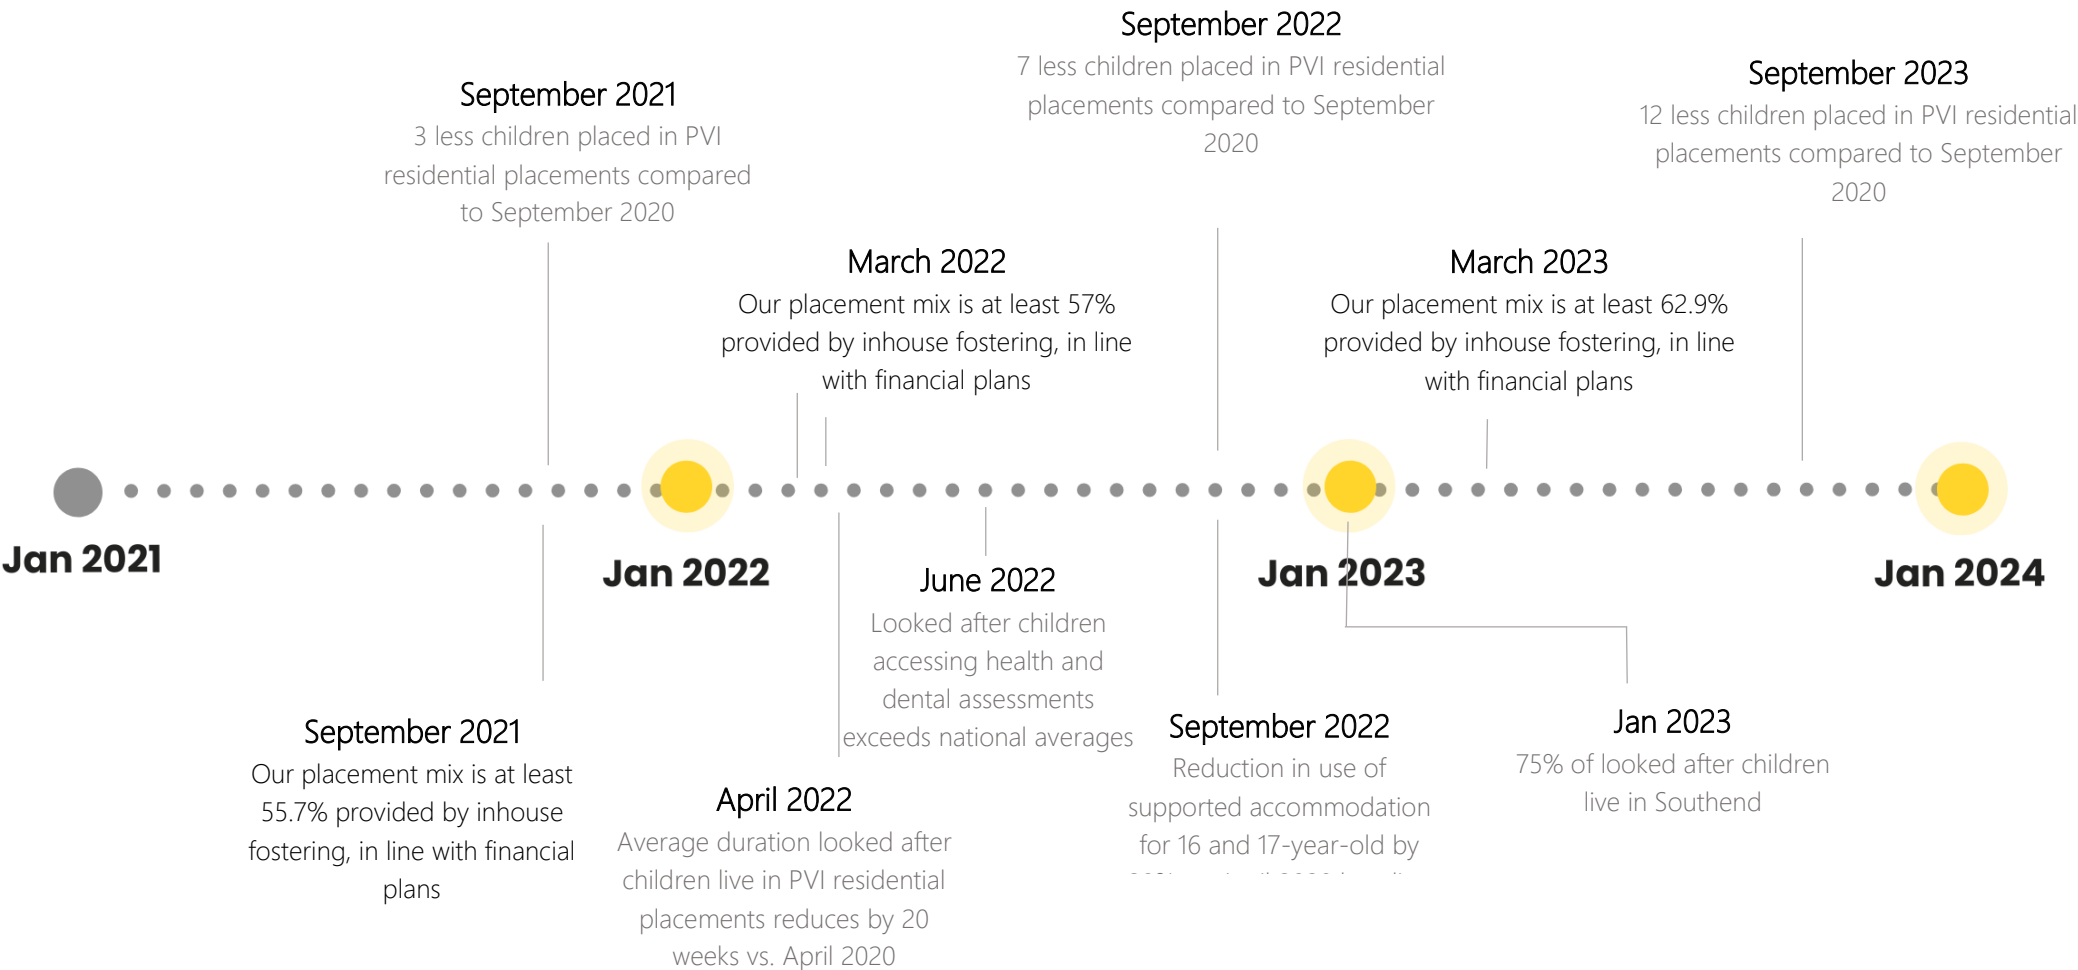 September 2022
7 less children placed in PVI residential
placements compared to September
2020
September 2023
12 less children placed in PVI residential
placements compared to September
2020
September 2021
3 less children placed in PVI
residential placements compared
to September 2020
March 2022
Our placement mix is at least 57%
provided by inhouse fostering, in line
with financial plans
March 2023
Our placement mix is at least 62.9%
provided by inhouse fostering, in line
with financial plans
Jan 2021
Jan 2022
Jan 2023
Jan 2024
June 2022
Looked after children
accessing health and
dental assessments
exceeds national averages
September 2021
Our placement mix is at least
55.7% provided by inhouse
fostering, in line with financial
plans
April 2022
Average duration looked after
children live in PVI residential
placements reduces by 20
weeks vs. April 2020
September 2022
Reduction in use of
supported accommodation
for 16 and 17-year-old by
Jan 2023
75% of looked after children
live in Southend